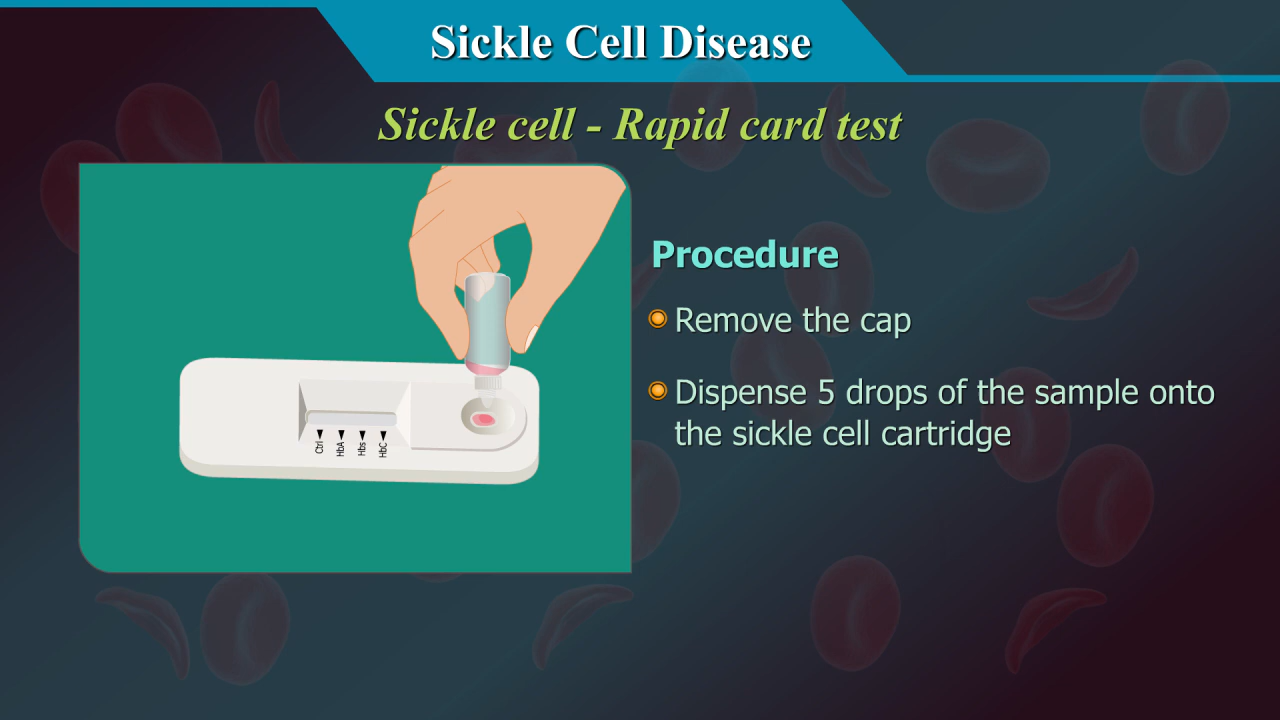 Sickle Cell Disease
Sickle cell - Rapid card test
Procedure
Remove the cap
Dispense 5 drops of the sample onto
the sickle cell cartridge
Ctrl
HbA
Hbs
HbC